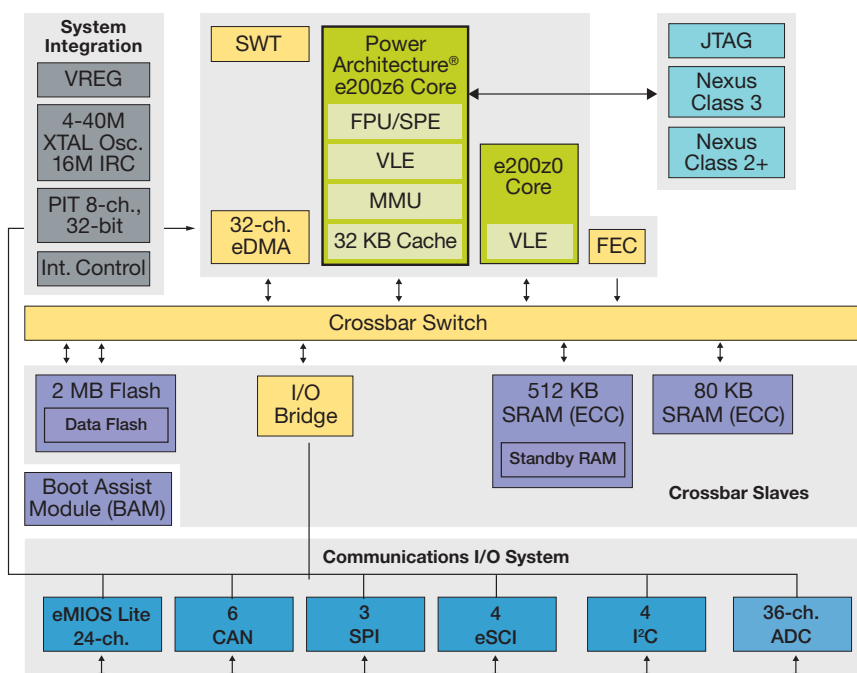 System
Integration
VREG
4-40M
XTAL Osc.
16M IRC
PIT 8-ch.,
32-bit
Int. Control
SWT
32-ch.
eDMA
Power
Architecture®
e200z6 Core
FPU/SPE
VLE
MMU
32 KB Cache
e200z0
Core
VLE
FEC
JTAG
Nexus
Class 3
Nexus
Class 2+
Crossbar Switch
2 MB Flash
Data Flash
I/O
Bridge
512 KB
SRAM (ECC)
Standby RAM
80 KB
SRAM (ECC)
Boot Assist
Module (BAM)
Crossbar Slaves
Communications I/O System
eMIOS Lite
24-ch.
6
CAN
3
SPI
4
eSCI
4
I²C
36-ch.
ADC